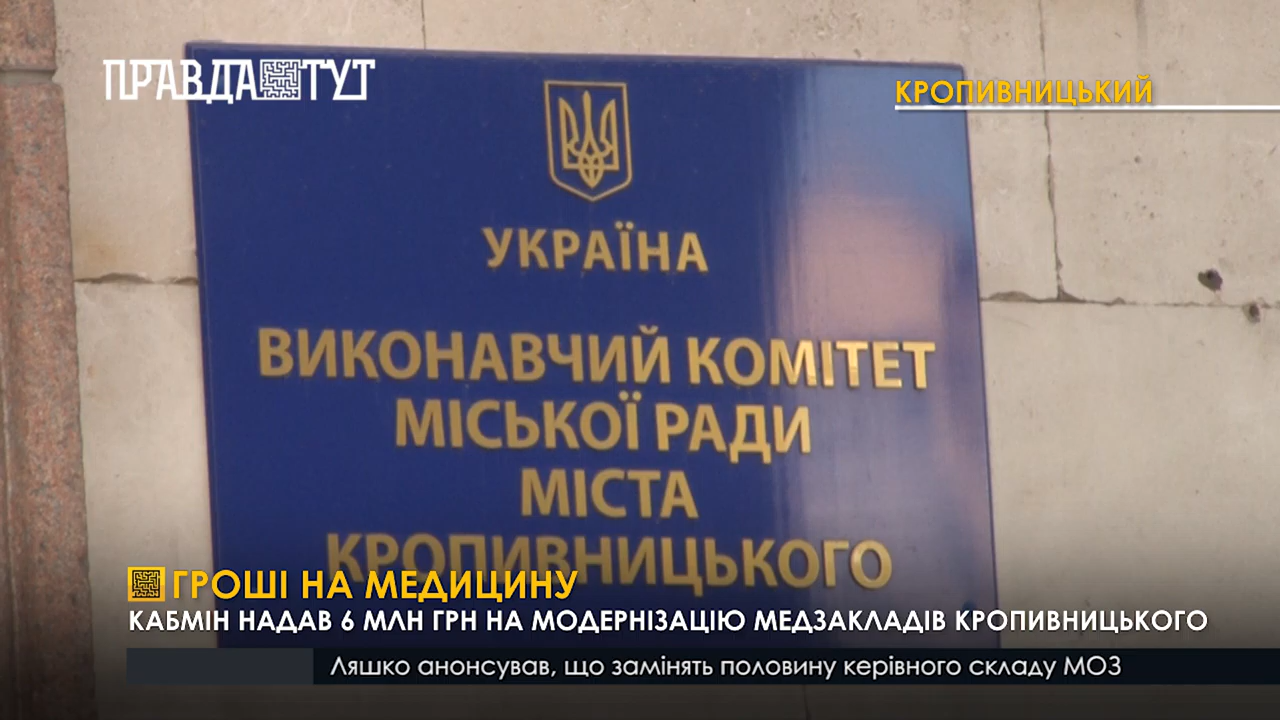 ПРАВДА ТУТ
КРОПИВНИЦЬКИЙ
УКРАЇНА
ВИКОНАВЧИЙ КОМІТЕТ
МІСЬКОЇ РАДИ
МІСТА
КРОПИВНИЦЬКОГО
ГРОШІ НА МЕДИЦИНУ
КАБМІН НАДАВ 6 МЛН ГРН НА МОДЕРНІЗАЦІЮ МЕДЗАКЛАДІВ КРОПИВНИЦЬКОГО
Ляшко анонсував, що замінять половину керівного складу МОЗ